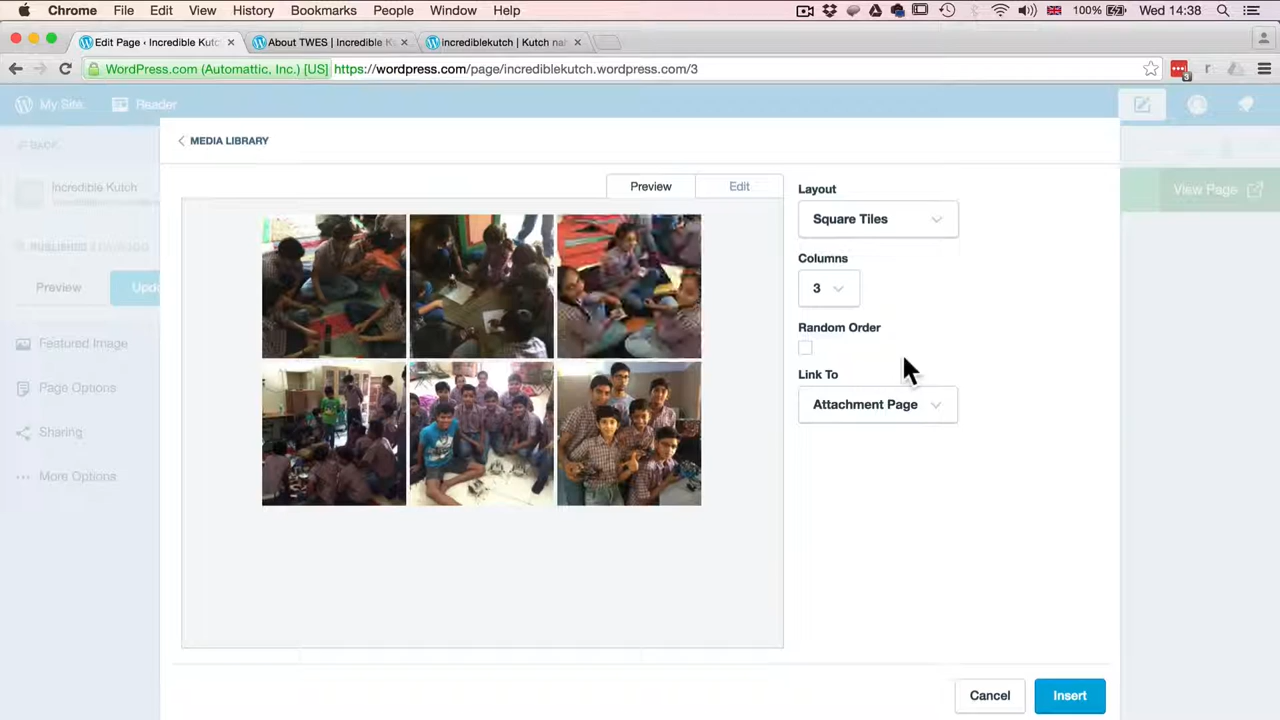 Chrome File Edit View History Bookmarks People Window Help 100% Wed 14:38
Edit Page ‹ Incredible Kutc × About TWES | Incredible K × Incrediblekutch | Kutch nar ×
WordPress.com (Automattic, Inc.) [US] https://wordpress.com/page/incrediblekutch.wordpress.com/3 3
My Site Reader
MEDIA LIBRARY
BACK
Incredible Kutch
View Page
Preview Edit
Layout
Square Tiles
Columns
3
PUBLISHED
Preview Upda
Random Order
Featured Image
Link To
Attachment Page
Page Options
Sharing
More Options
Cancel Insert